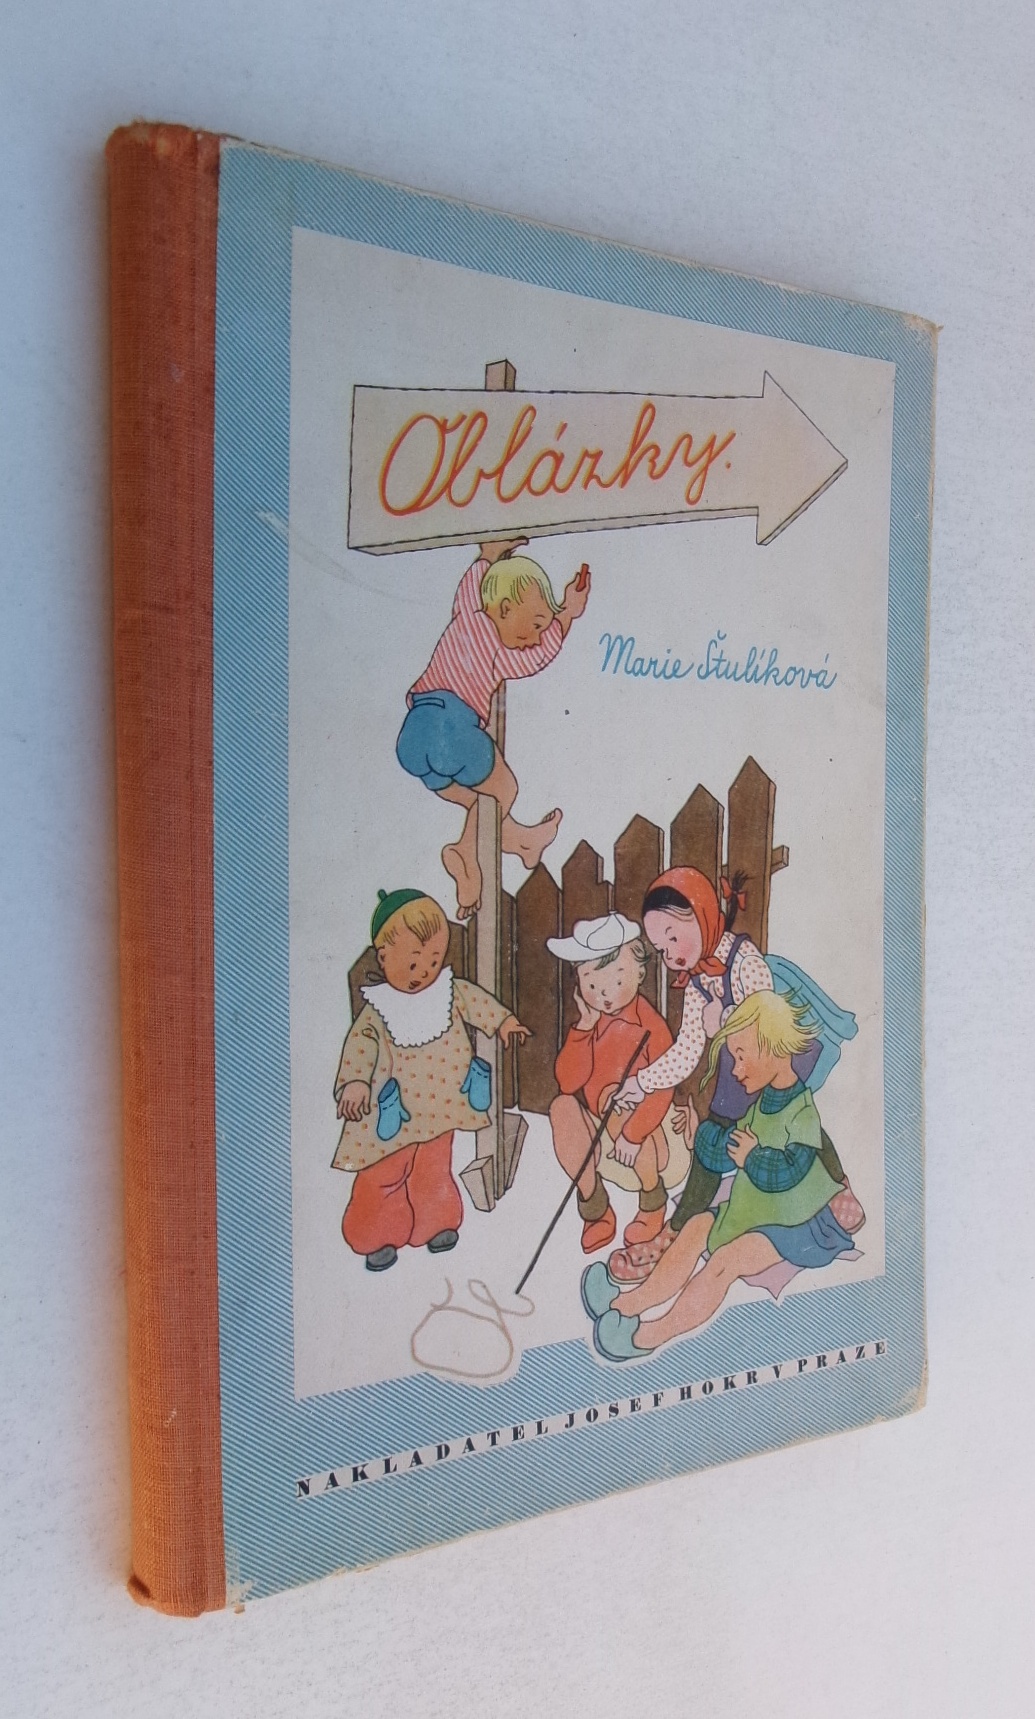 Oblázky.
Marie Štulíková
NAKLADATEL JOSEF HOKR V PRAZE